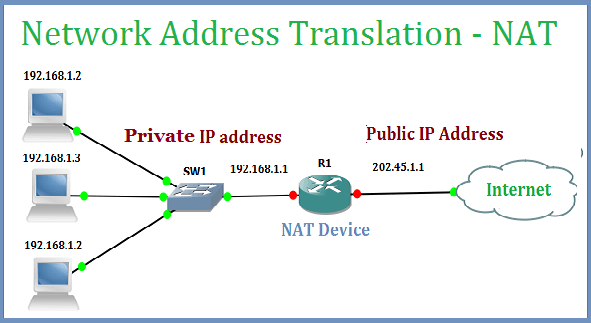 Network Address Translation - NAT
192.168.1.2
Private IP address
Public IP Address
192.168.1.3
SW1
192.168.1.1
R1
202.45.1.1
Internet
NAT Device
192.168.1.2